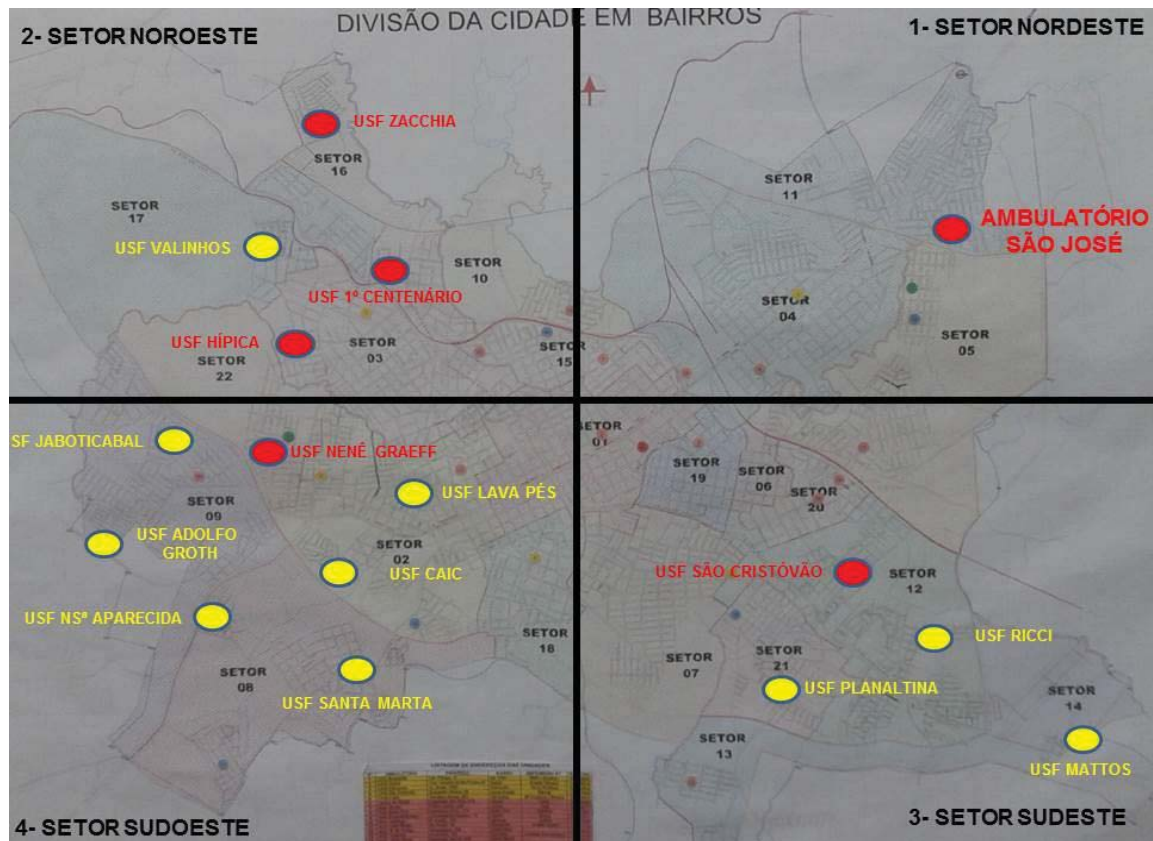 DIVISÃO DA CIDADE EM BAIRROS
2- SETOR NOROESTE
USF ZACCHIA
SETOR
16
SETOR
17
USF VALINHOS
SETOR
10
USF 1º CENTENÁRIO
USF HÍPICA
SETOR
22
SETOR
03
SETOR
15
1- SETOR NORDESTE
SETOR
11
AMBULATÓRIO
SÃO JOSÉ
SETOR
04
SETOR
05
SF JABOTICABAL
USF NENÊ GRAEFF
USF LAVA PÉS
SETOR
09
USF ADOLFO
GROTH
SETOR
02
USF CAIC
USF NSª APARECIDA
SETOR
18
SETOR
08
USF SANTA MARTA
4- SETOR SUDOESTE
SETOR
01
SETOR
19
SETOR
06
SETOR
20
USF SÃO CRISTÓVÃO
SETOR
12
USF RICCI
SETOR
07
SETOR
21
USF PLANALTINA
SETOR
14
SETOR
13
USF MATTOS
3- SETOR SUDESTE